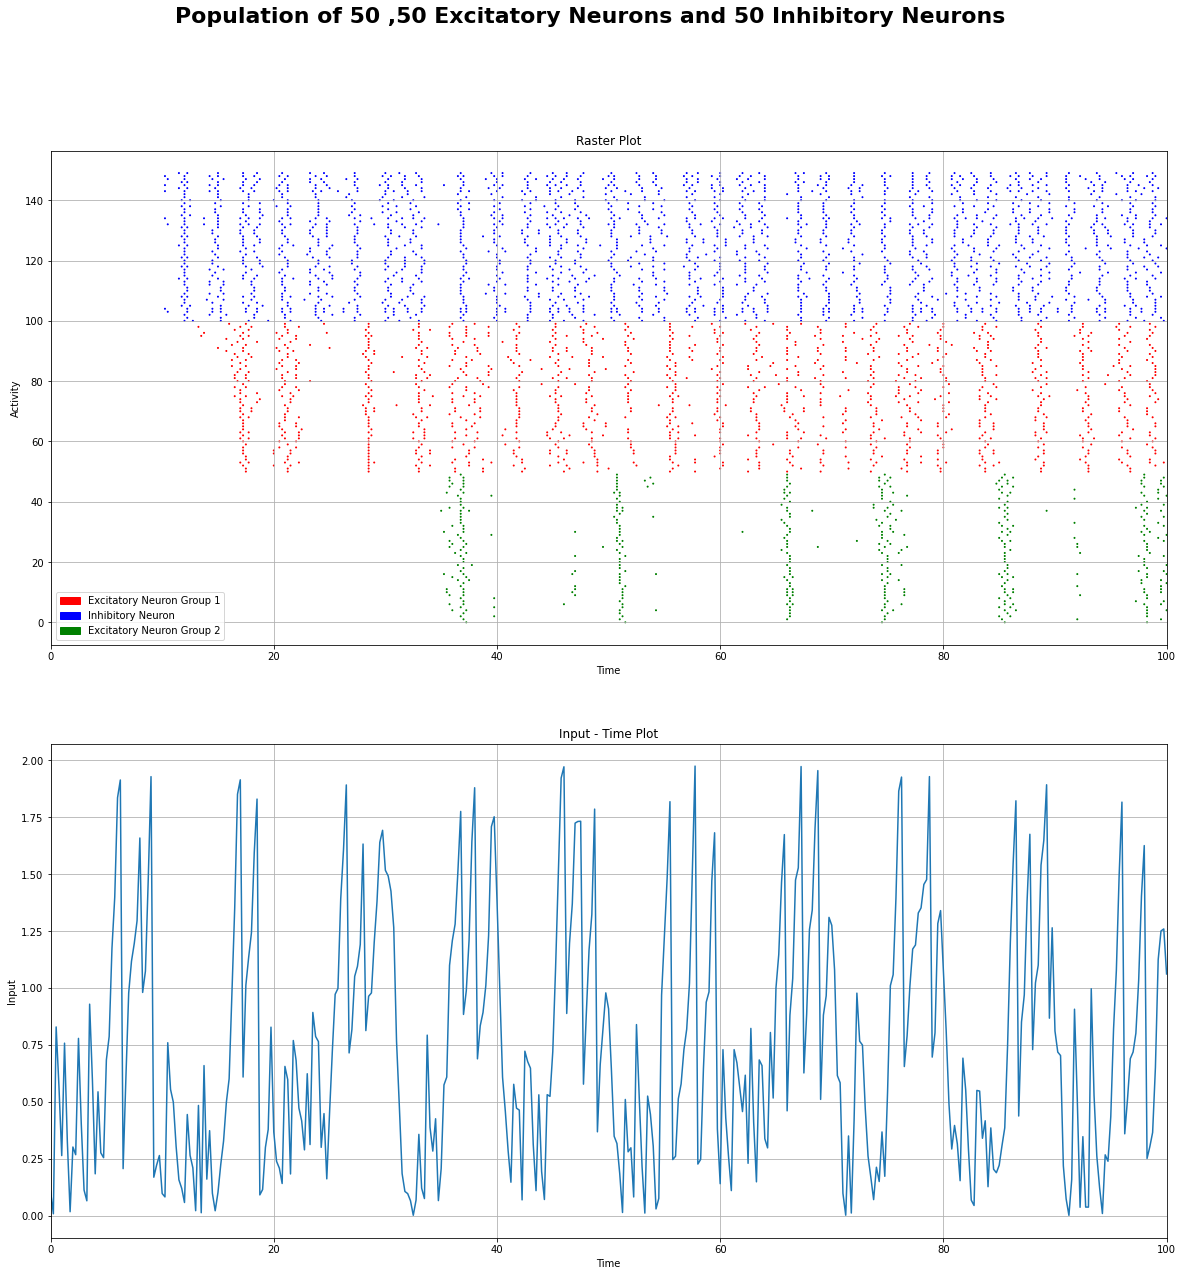 Population of 50 ,50 Excitatory Neurons and 50 Inhibitory Neurons
Raster Plot
Activity
140
120
100
80
60
40
20
0
Excitatory Neuron Group 1
Inhibitory Neuron
Excitatory Neuron Group 2
0 20 40 60 80 100
Time
Input - Time Plot
Input
2.00
1.75
1.50
1.25
1.00
0.75
0.50
0.25
0.00
0 20 40 60 80 100
Time